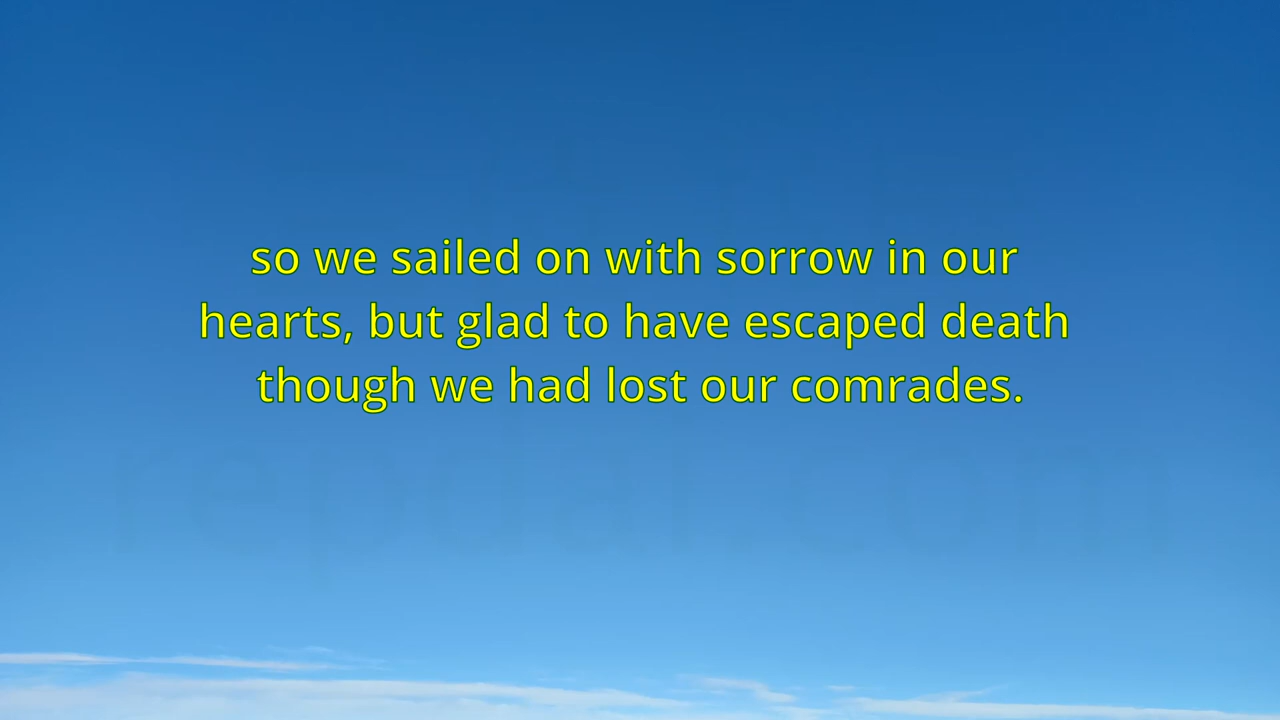 so we sailed on with sorrow in our
hearts, but glad to have escaped death
though we had lost our comrades.